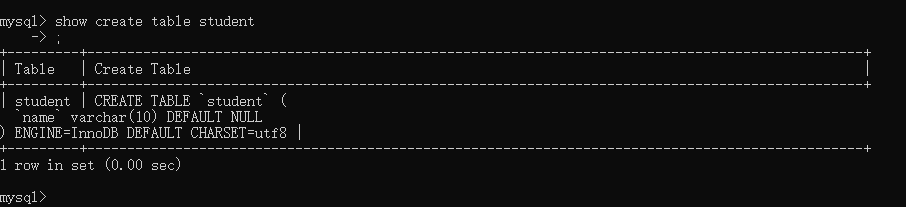 mysql> show create table student
    -> ;
+---------+----------------------------------------------------------------------------------------------+
| Table   | Create Table                                                                                 |
+---------+----------------------------------------------------------------------------------------------+
| student | CREATE TABLE `student` (
  `name` varchar(10) DEFAULT NULL
) ENGINE=InnoDB DEFAULT CHARSET=utf8 |
+---------+----------------------------------------------------------------------------------------------+
1 row in set (0.00 sec)

mysql>